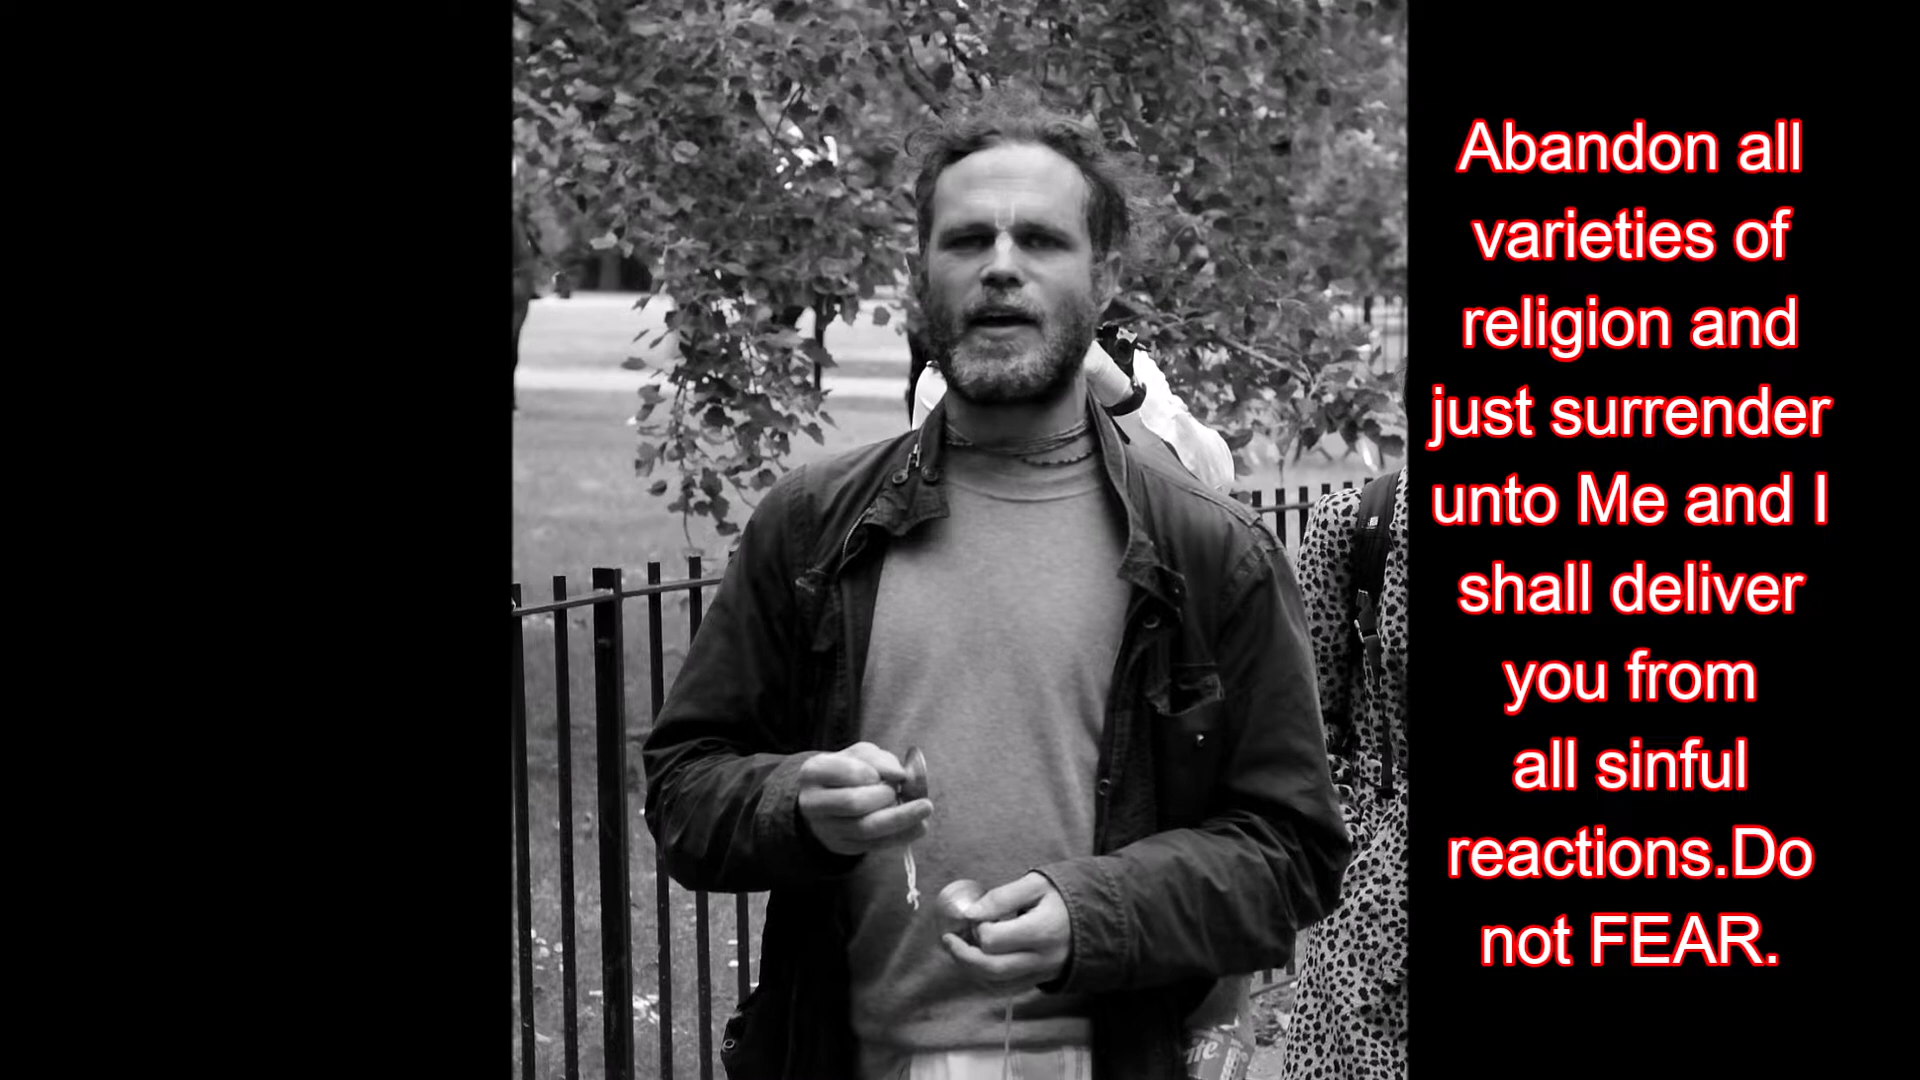 Abandon all
varieties of
religion and
just surrender
unto Me and I
shall deliver
you from
all sinful
reactions.Do
not FEAR.